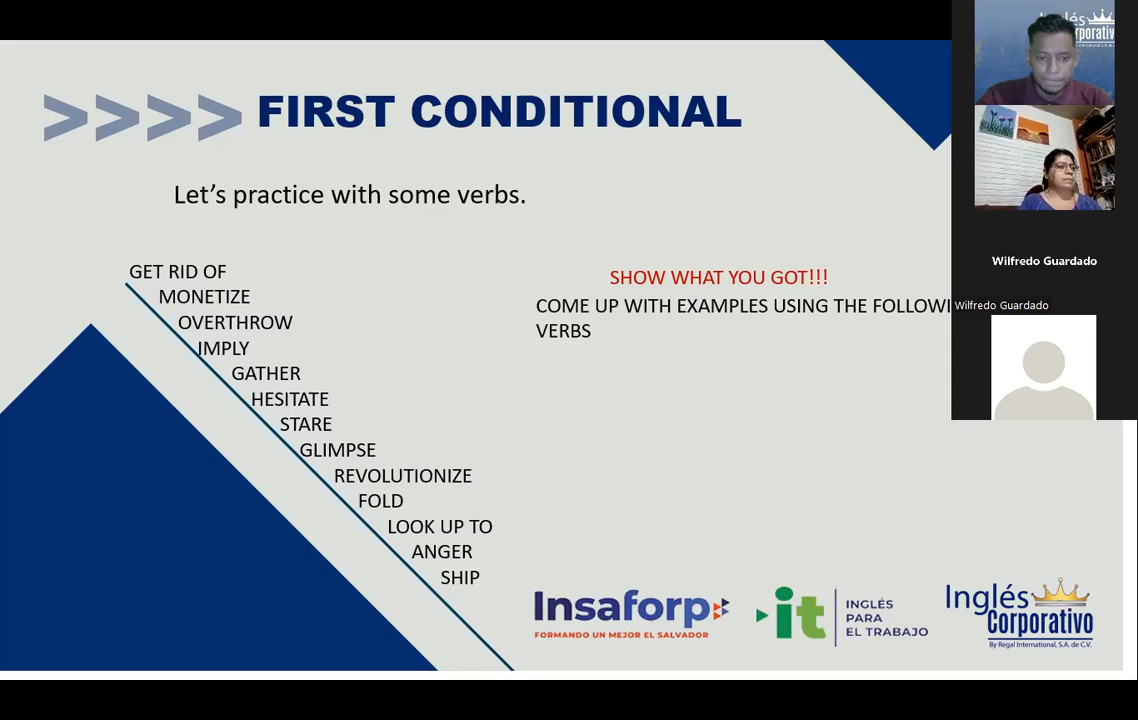 >>>> FIRST CONDITIONAL
Let's practice with some verbs.
GET RID OF
MONETIZE
OVERTHROW
IMPLY
GATHER
HESITATE
STARE
GLIMPSE
REVOLUTIONIZE
FOLD
LOOK UP TO
ANGER
SHIP
SHOW WHAT YOU GOT!!!
COME UP WITH EXAMPLES USING THE FOLLOWI
VERBS
Insaforp
FORMANDO UN MEJOR EL SALVADOR
it
INGLÉS
PARA
EL TRABAJO
Inglés
Corporativo
By Regal International, S.A. de C.V.
Wilfredo Guardado
Wilfredo Guardado